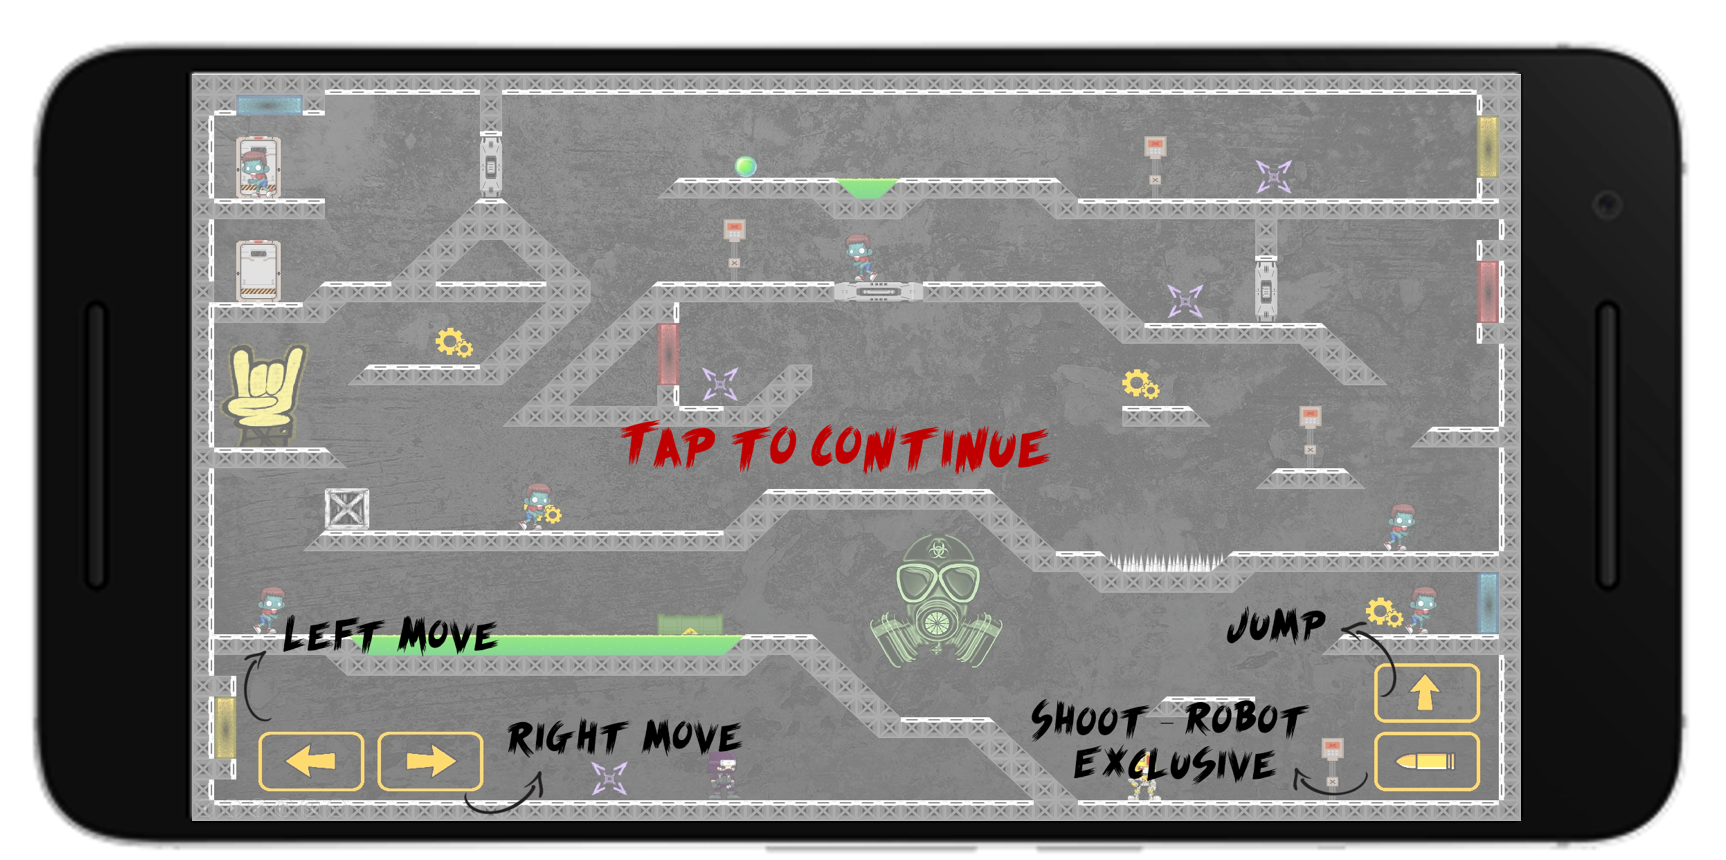 TAP TO CONTINUE
LEFT MOVE
JUMP
RIGHT MOVE
SHOOT - ROBOT
EXCLUSIVE